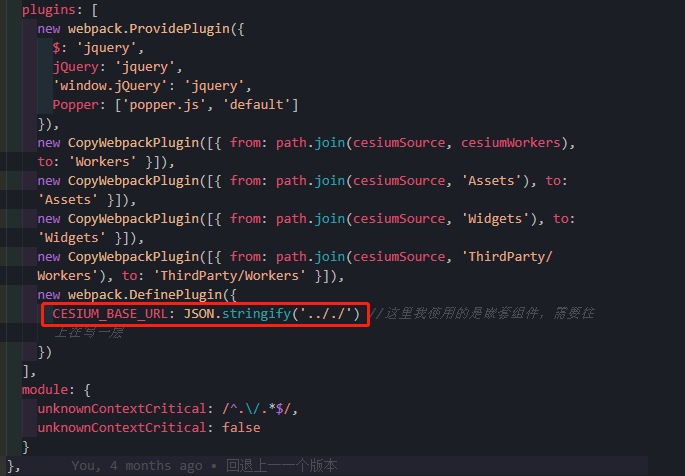 plugins: [
new webpack.ProvidePlugin({
$: 'jquery',
jQuery: 'jquery',
'window.jQuery': 'jquery',
Popper: ['popper.js', 'default']
}),
new CopyWebpackPlugin([{ from: path.join(cesiumSource, cesiumWorkers),
to: 'Workers' }]),
new CopyWebpackPlugin([{ from: path.join(cesiumSource, 'Assets'), to:
'Assets' }]),
new CopyWebpackPlugin([{ from: path.join(cesiumSource, 'Widgets'), to:
'Widgets' }]),
new CopyWebpackPlugin([{ from: path.join(cesiumSource, 'ThirdParty/
Workers'), to: 'ThirdParty/Workers' }]),
new webpack.DefinePlugin({
CESIUM_BASE_URL: JSON.stringify('.././') //这里我使用的是嵌套组件，需要往
上在写一层
})
],
module: {
unknownContextCritical: /^.\/.*$/,
unknownContextCritical: false
}
},    You, 4 months ago • 回退上一一个版本